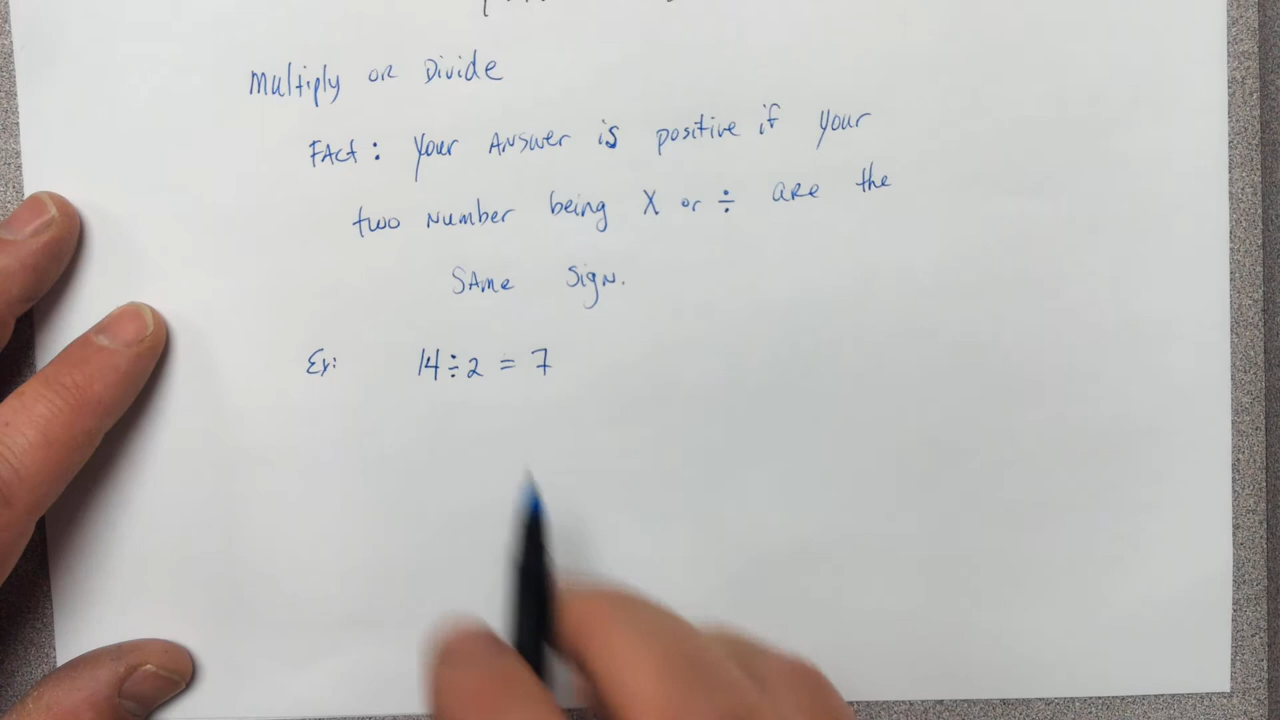 Multiply or Divide
Fact: Your Answer is positive if your
two Number being X or ÷ are the
Same Sign.
Ex: 14 ÷ 2 = 7